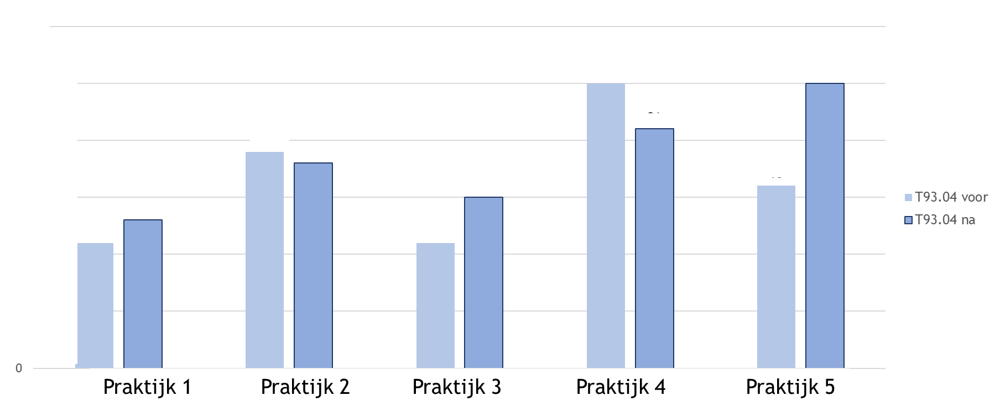 T93.04 voor
T93.04 na
0
Praktijk 1
Praktijk 2
Praktijk 3
Praktijk 4
Praktijk 5